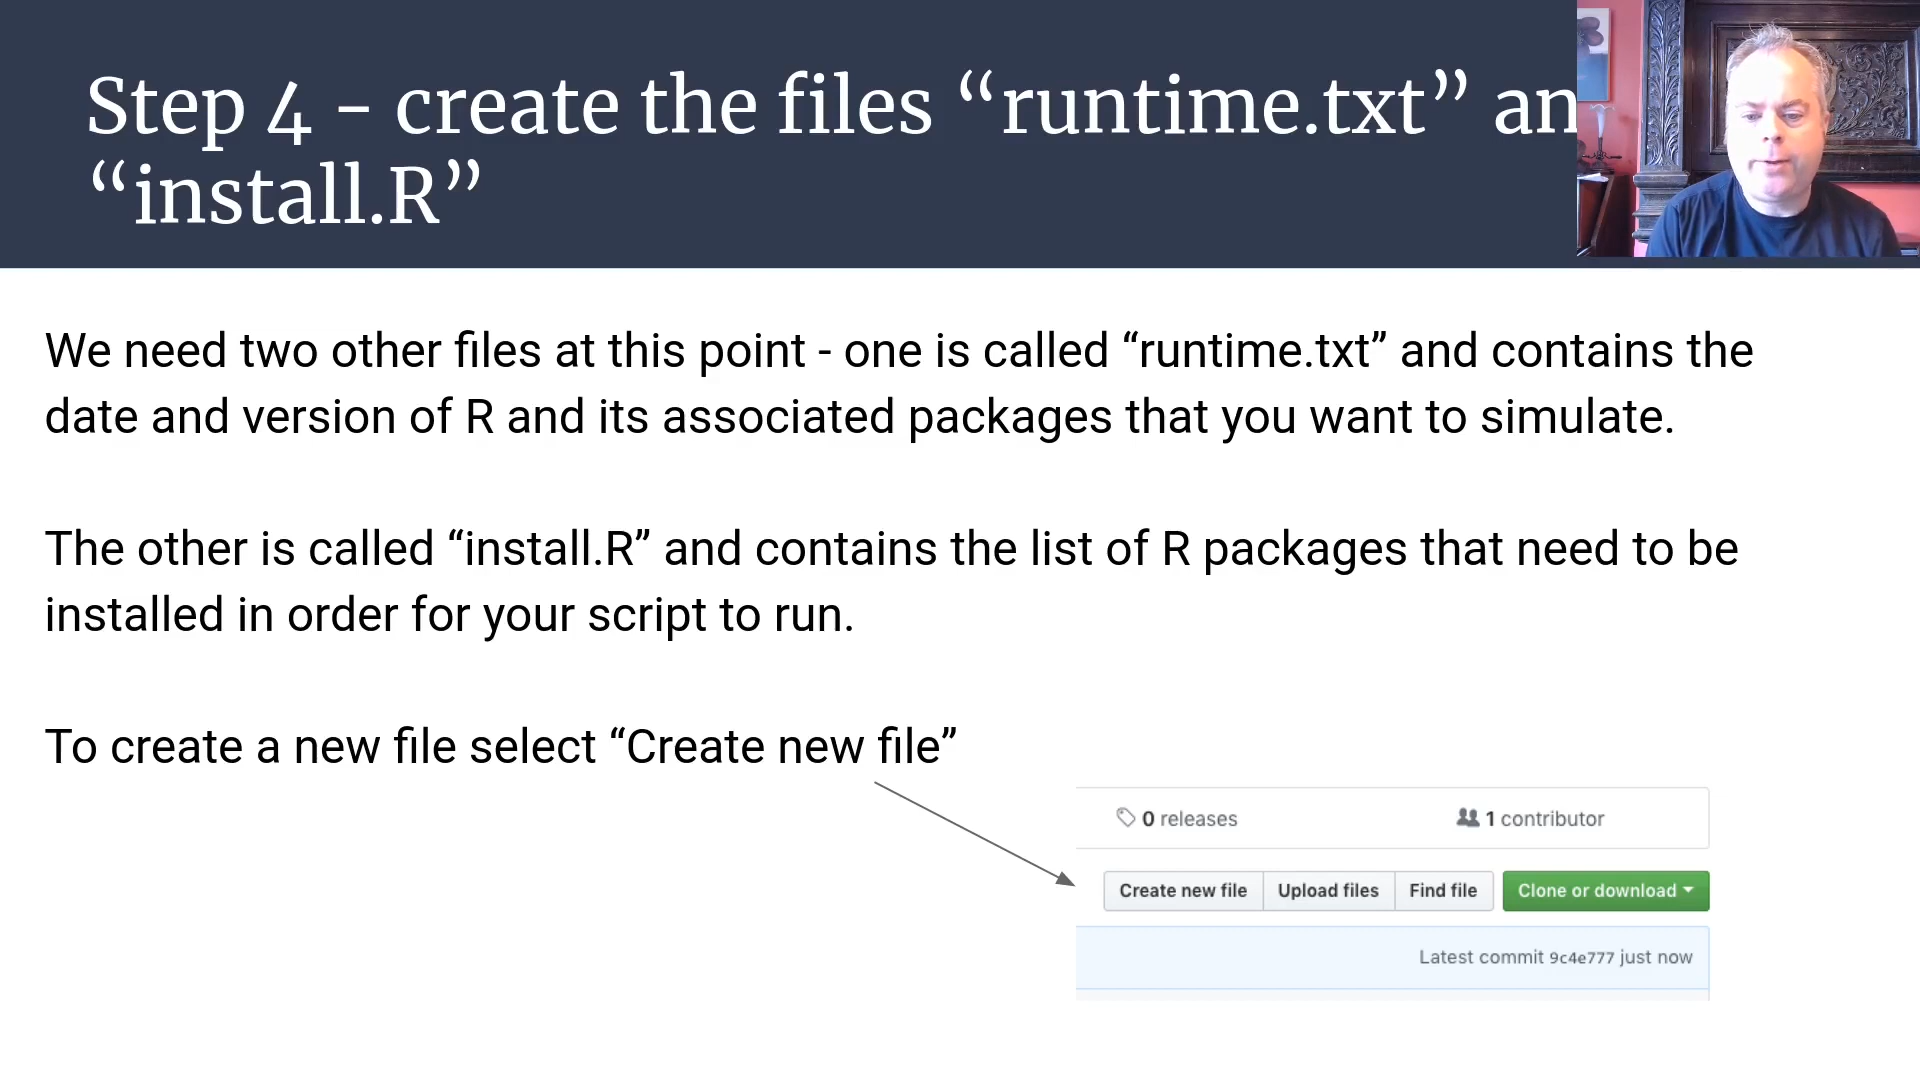 Step 4 - create the files “runtime.txt” an
“install.R”
We need two other files at this point - one is called “runtime.txt” and contains the
date and version of R and its associated packages that you want to simulate.
The other is called “install.R” and contains the list of R packages that need to be
installed in order for your script to run.
To create a new file select “Create new file”
0 releases
1 contributor
Create new file
Upload files
Find file
Clone or download
Latest commit 9c4e777 just now